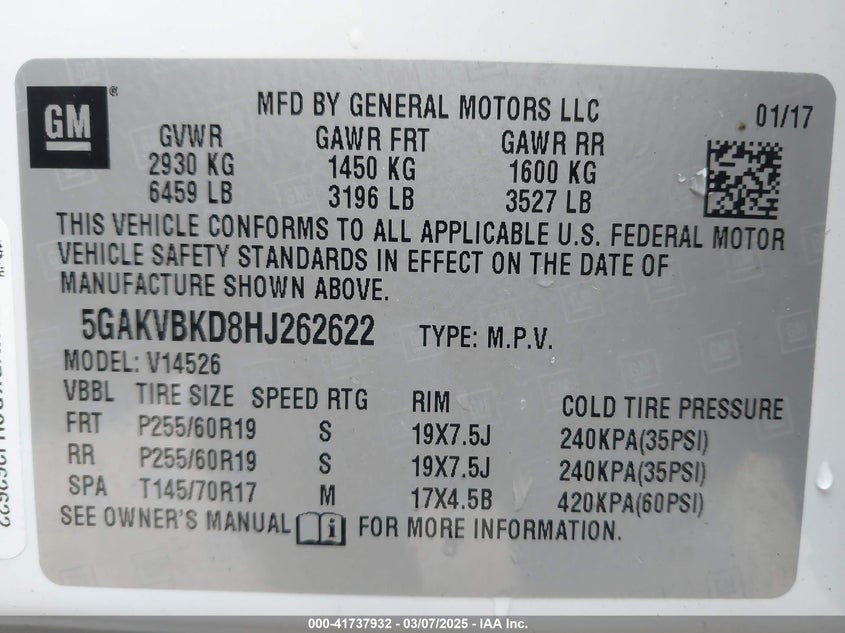 GM ®
MFD BY GENERAL MOTORS LLC 01/17
GVWR GAWR FRT GAWR RR
2930 KG 1450 KG 1600 KG
6459 LB 3196 LB 3527 LB
THIS VEHICLE CONFORMS TO ALL APPLICABLE U.S. FEDERAL MOTOR
VEHICLE SAFETY STANDARDS IN EFFECT ON THE DATE OF
MANUFACTURE SHOWN ABOVE.
5GAKVBKD8HJ262622 TYPE: M.P.V.
MODEL: V14526
VBBL TIRE SIZE SPEED RTG RIM COLD TIRE PRESSURE
FRT P255/60R19 S 19X7.5J 240KPA(35PSI)
RR P255/60R19 S 19X7.5J 240KPA(35PSI)
SPA T145/70R17 M 17X4.5B 420KPA(60PSI)
SEE OWNER'S MANUAL i FOR MORE INFORMATION.
000-41737932 - 03/07/2025 - IAA Inc.